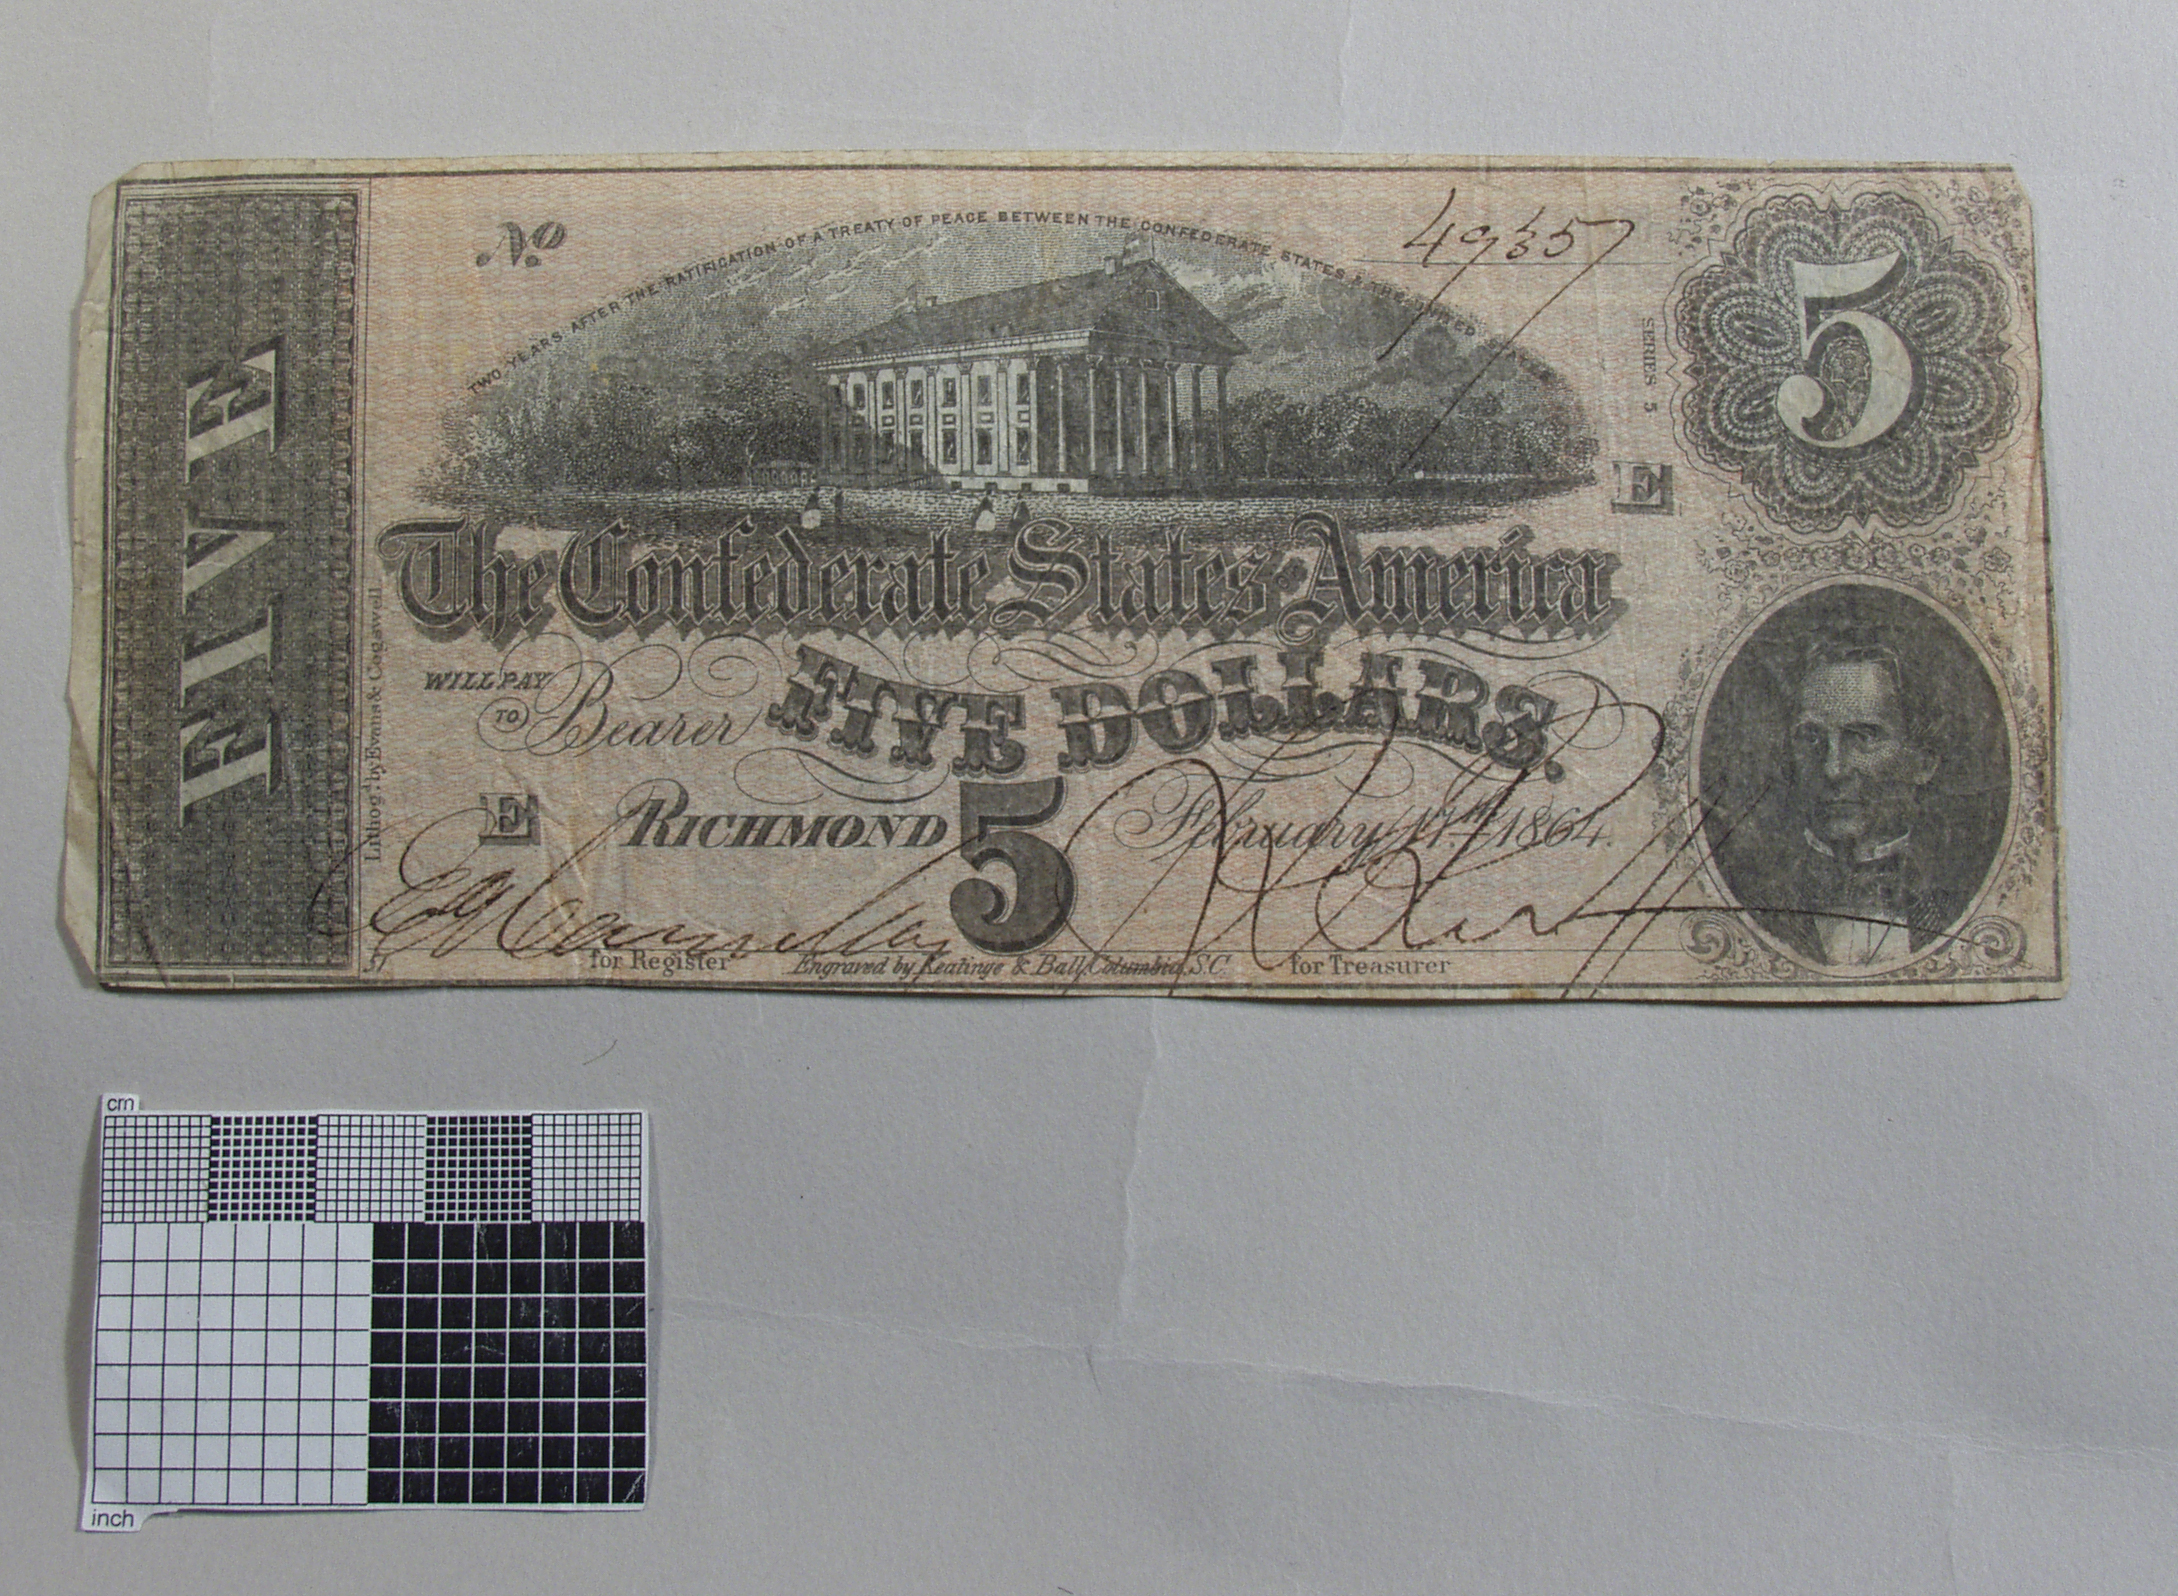 No
TWO YEARS AFTER THE RATIFICATION OF A TREATY OF PEACE BETWEEN THE CONFEDERATE STATES & THE UNITED
SERIES 5
5
E
FIVE
The Confederate States of America
WILL PAY
TO Bearer FIVE DOLLARS.
Lithog.d by Evans & Cogswell
E RICHMOND 5 February 17th 1864.
51
for Register Engraved by Keatinge & Ball, Columbia, S.C. for Treasurer
cm
inch